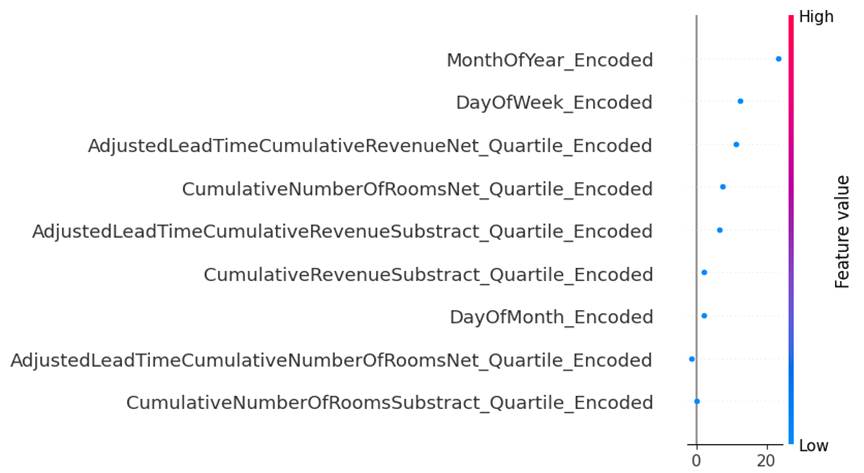 High
MonthOfYear_Encoded
DayOfWeek_Encoded
AdjustedLeadTimeCumulativeRevenueNet_Quartile_Encoded
CumulativeNumberOfRoomsNet_Quartile_Encoded
AdjustedLeadTimeCumulativeRevenueSubstract_Quartile_Encoded
CumulativeRevenueSubstract_Quartile_Encoded
DayOfMonth_Encoded
AdjustedLeadTimeCumulativeNumberOfRoomsNet_Quartile_Encoded
CumulativeNumberOfRoomsSubstract_Quartile_Encoded
Feature value
Low
0 20